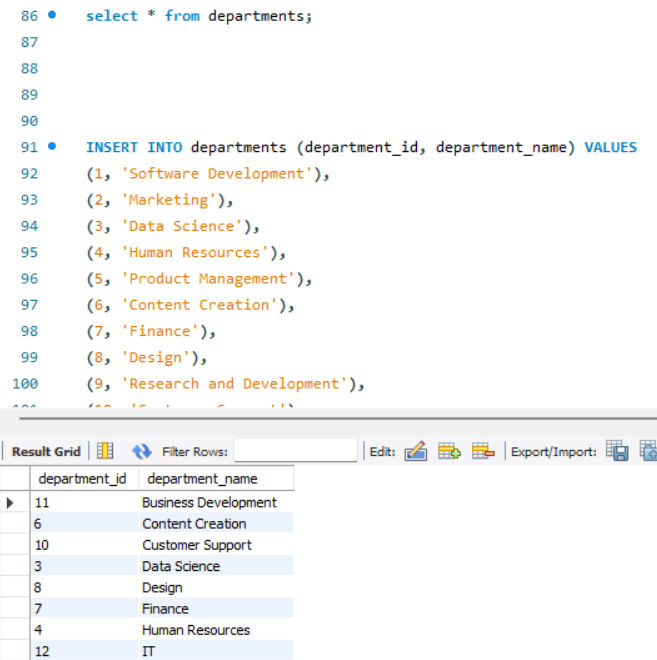 86 select * from departments;
87
88
89
90
91 INSERT INTO departments (department_id, department_name) VALUES
92 (1, 'Software Development'),
93 (2, 'Marketing'),
94 (3, 'Data Science'),
95 (4, 'Human Resources'),
96 (5, 'Product Management'),
97 (6, 'Content Creation'),
98 (7, 'Finance'),
99 (8, 'Design'),
100 (9, 'Research and Development'),
Result Grid Filter Rows: Edit: Export/Import:
department_id department_name
11 Business Development
6 Content Creation
10 Customer Support
3 Data Science
8 Design
7 Finance
4 Human Resources
12 IT